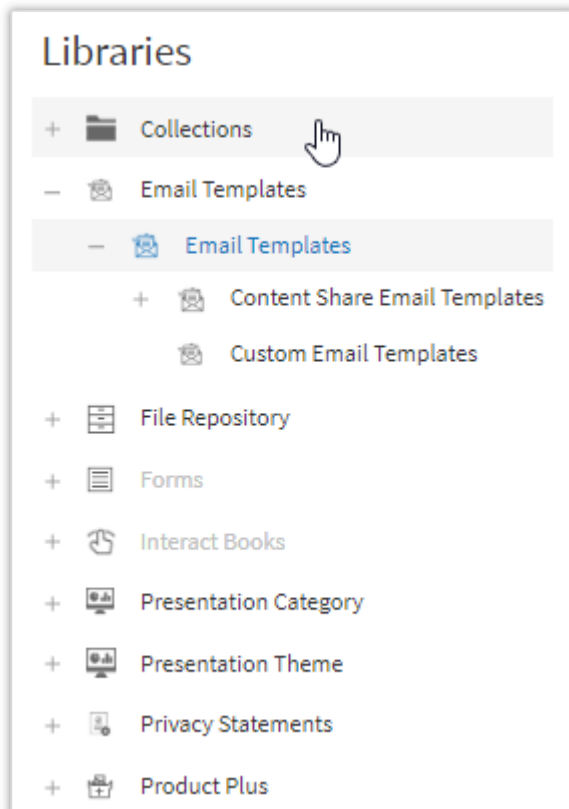 Libraries
Collections
Email Templates
Email Templates
Content Share Email Templates
Custom Email Templates
File Repository
Forms
Interact Books
Presentation Category
Presentation Theme
Privacy Statements
Product Plus